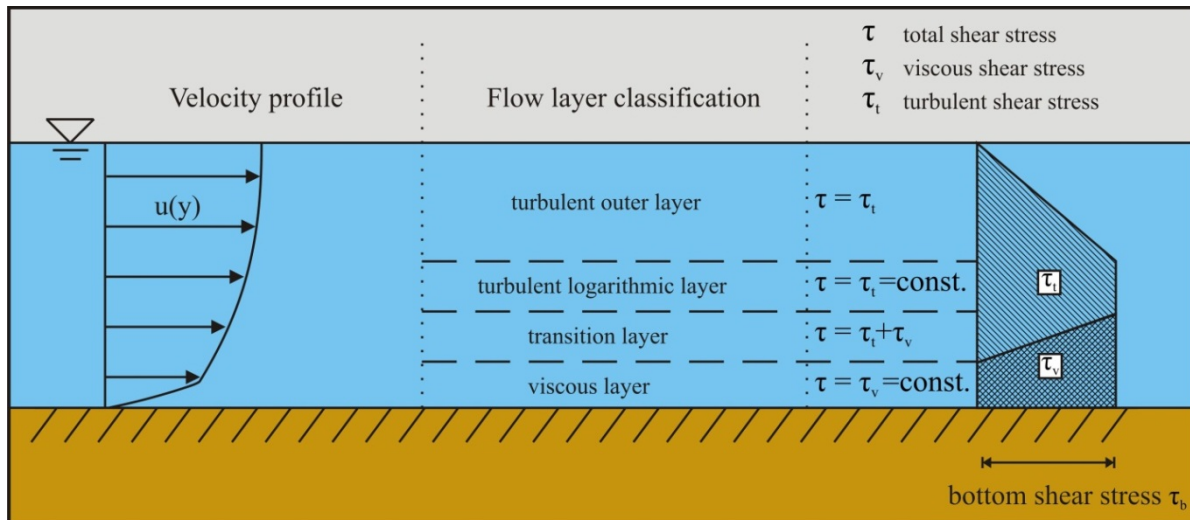 τ total shear stress
τᵥ viscous shear stress
τₜ turbulent shear stress
Velocity profile
Flow layer classification
u(y)
turbulent outer layer
τ = τₜ
turbulent logarithmic layer
τ = τₜ=const.
transition layer
τ = τₜ+τᵥ
viscous layer
τ = τᵥ=const.
τₜ
τᵥ
bottom shear stress τ_b